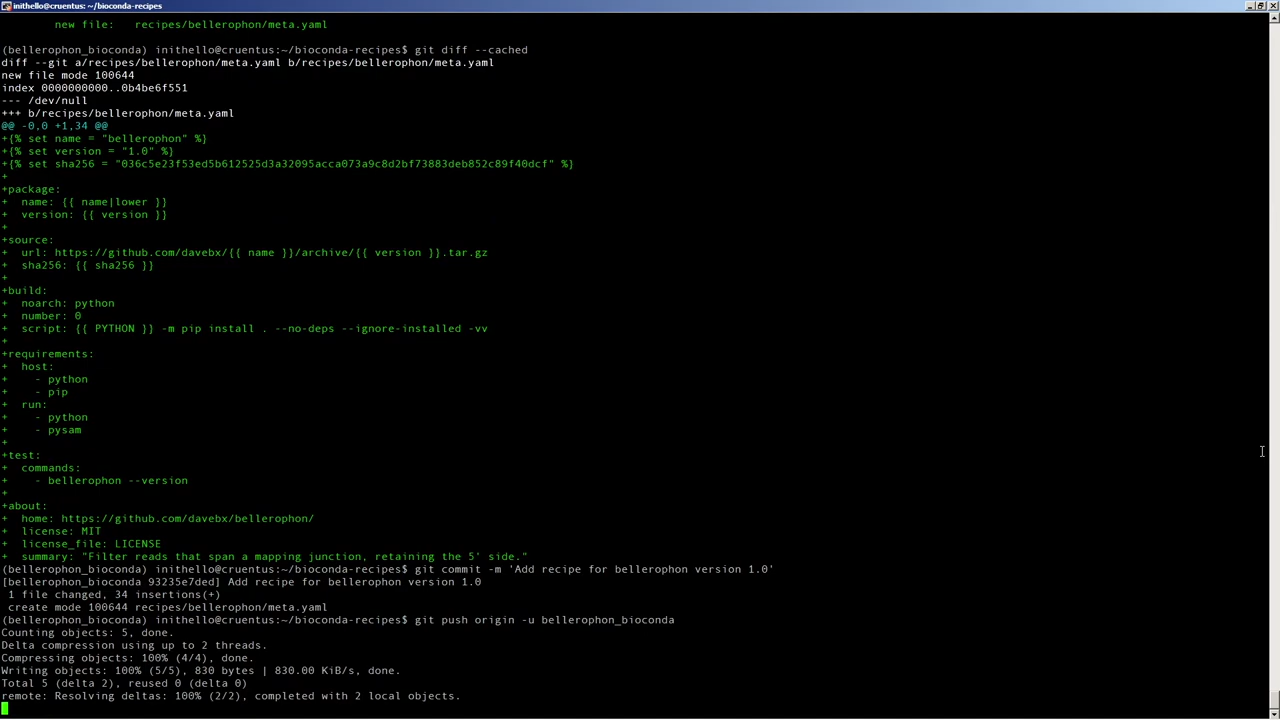 inithello@cruentus: ~/bioconda-recipes
new file:   recipes/bellerophon/meta.yaml
(bellerophon_bioconda) inithello@cruentus:~/bioconda-recipes$ git diff --cached
diff --git a/recipes/bellerophon/meta.yaml b/recipes/bellerophon/meta.yaml
new file mode 100644
index 0000000000..0b4be6f551
--- /dev/null
+++ b/recipes/bellerophon/meta.yaml
@@ -0,0 +1,34 @@
+{% set name = "bellerophon" %}
+{% set version = "1.0" %}
+{% set sha256 = "036c5e23f53ed5b612525d3a32095acca073a9c8d2bf73883deb852c89f40dcf" %}
+
+package:
+  name: {{ name|lower }}
+  version: {{ version }}
+
+source:
+  url: https://github.com/davebx/{{ name }}/archive/{{ version }}.tar.gz
+  sha256: {{ sha256 }}
+
+build:
+  noarch: python
+  number: 0
+  script: {{ PYTHON }} -m pip install . --no-deps --ignore-installed -vv
+
+requirements:
+  host:
+    - python
+    - pip
+  run:
+    - python
+    - pysam
+
+test:
+  commands:
+    - bellerophon --version
+
+about:
+  home: https://github.com/davebx/bellerophon/
+  license: MIT
+  license_file: LICENSE
+  summary: "Filter reads that span a mapping junction, retaining the 5' side."
(bellerophon_bioconda) inithello@cruentus:~/bioconda-recipes$ git commit -m 'Add recipe for bellerophon version 1.0'
[bellerophon_bioconda 93235e7ded] Add recipe for bellerophon version 1.0
 1 file changed, 34 insertions(+)
 create mode 100644 recipes/bellerophon/meta.yaml
(bellerophon_bioconda) inithello@cruentus:~/bioconda-recipes$ git push origin -u bellerophon_bioconda
Counting objects: 5, done.
Delta compression using up to 2 threads.
Compressing objects: 100% (4/4), done.
Writing objects: 100% (5/5), 830 bytes | 830.00 KiB/s, done.
Total 5 (delta 2), reused 0 (delta 0)
remote: Resolving deltas: 100% (2/2), completed with 2 local objects.